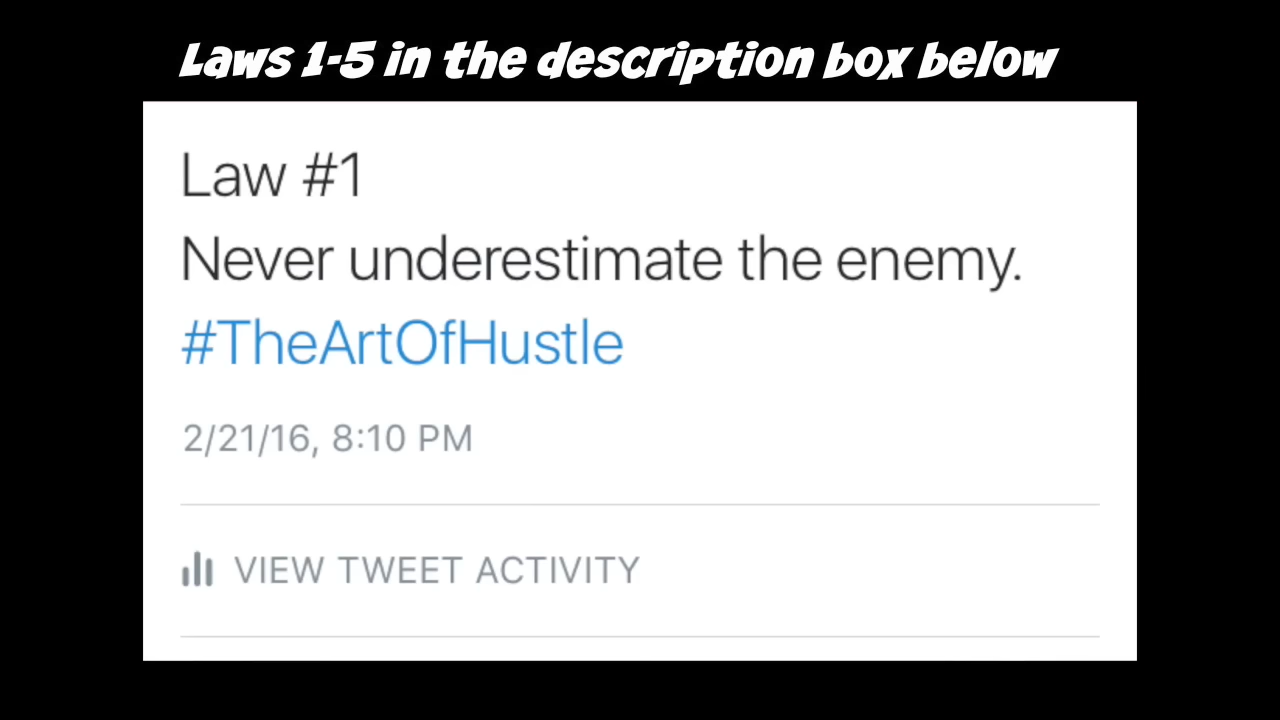 Laws 1-5 in the description box below
Law #1
Never underestimate the enemy.
#TheArtOfHustle
2/21/16, 8:10 PM
VIEW TWEET ACTIVITY